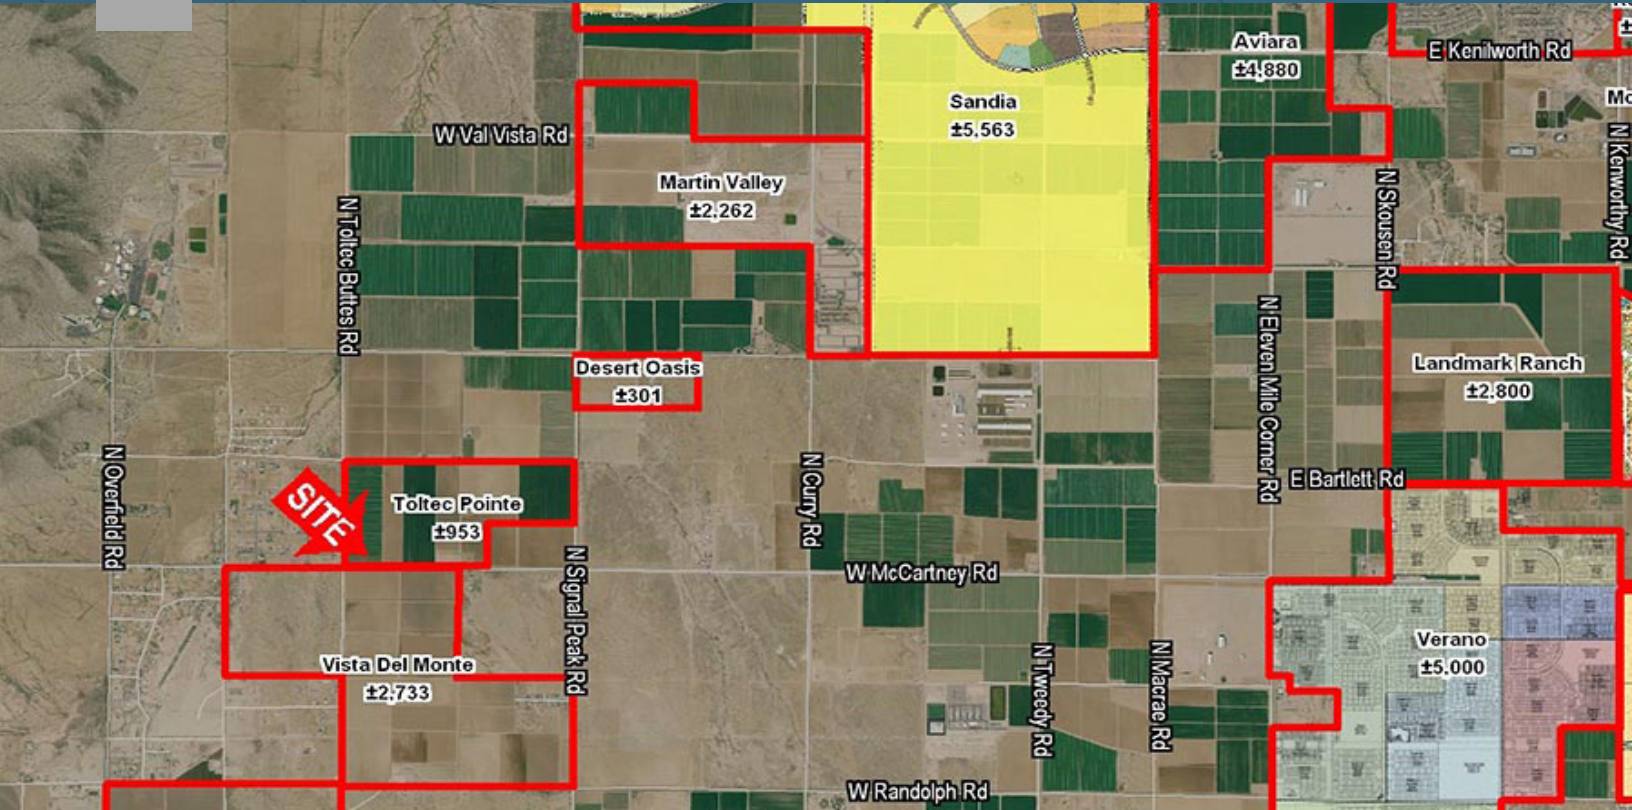 Aviara
±4,880
E Kenilworth Rd
Sandia
±5,563
Mc
W Val Vista Rd
N Kenworthy Rd
Martin Valley
±2,262
N Toltec Buttes Rd
N Skousen Rd
Desert Oasis
±301
N Eleven Mile Corner Rd
Landmark Ranch
±2,800
N Overfield Rd
SITE
Toltec Pointe
±953
N Curry Rd
E Bartlett Rd
N Signal Peak Rd
W McCartney Rd
Vista Del Monte
±2,733
N Tweedy Rd
N Macrae Rd
Verano
±5,000
W Randolph Rd